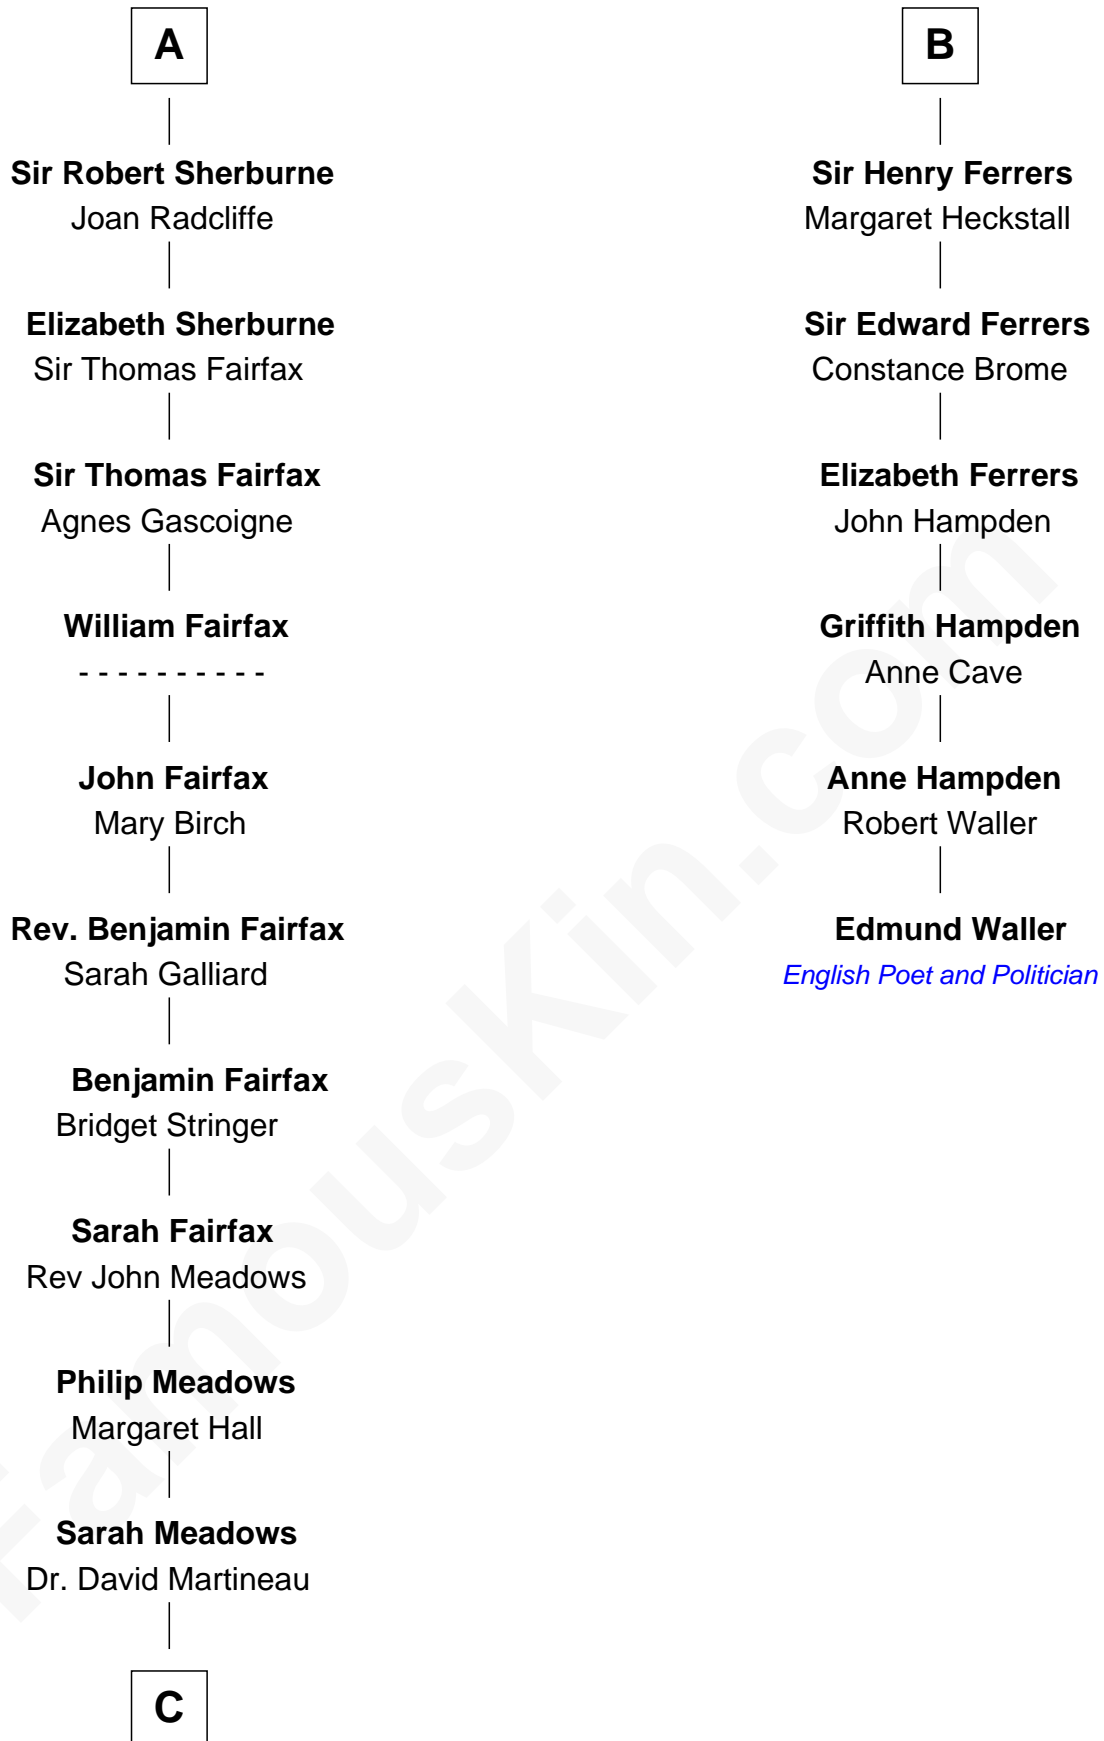 A
Sir Robert Sherburne
Joan Radcliffe
Elizabeth Sherburne
Sir Thomas Fairfax
Sir Thomas Fairfax
Agnes Gascoigne
William Fairfax
- - - - - - - - - -
John Fairfax
Mary Birch
Rev. Benjamin Fairfax
Sarah Galliard
Benjamin Fairfax
Bridget Stringer
Sarah Fairfax
Rev John Meadows
Philip Meadows
Margaret Hall
Sarah Meadows
Dr. David Martineau
C
B
Sir Henry Ferrers
Margaret Heckstall
Sir Edward Ferrers
Constance Brome
Elizabeth Ferrers
John Hampden
Griffith Hampden
Anne Cave
Anne Hampden
Robert Waller
Edmund Waller
English Poet and Politician
FamousKin.com